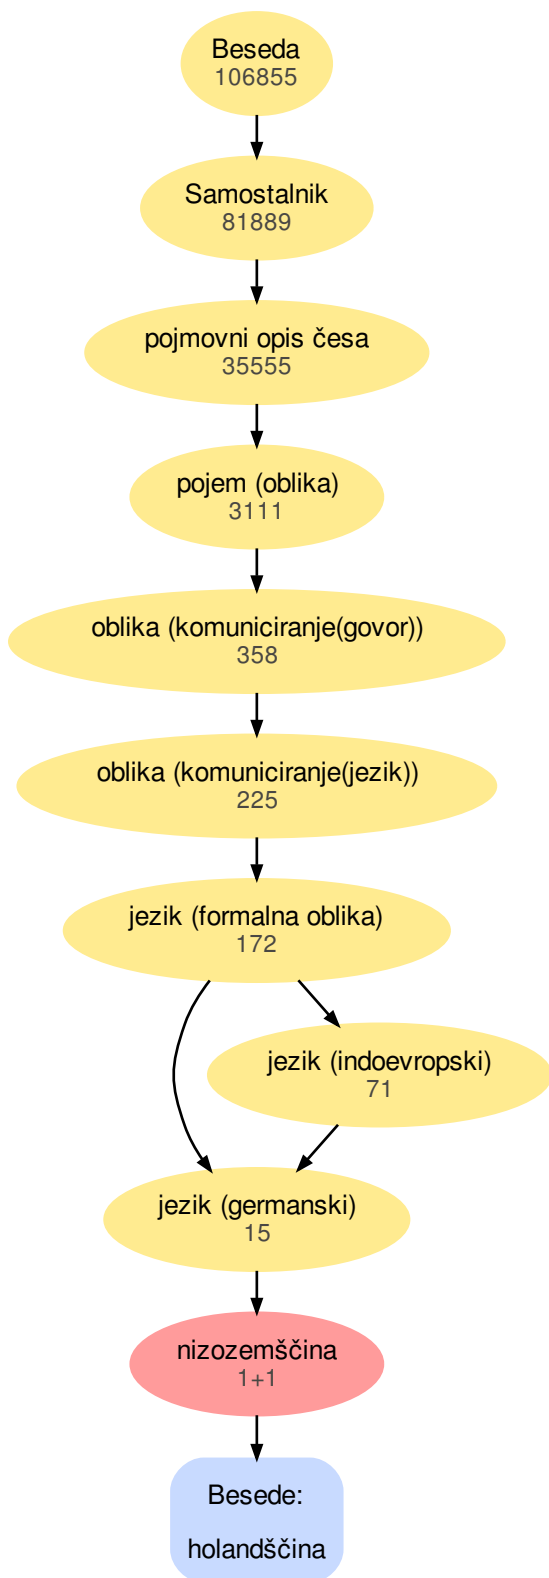 Beseda
106855
Samostalnik
81889
pojmovni opis česa
35555
pojem (oblika)
3111
oblika (komuniciranje(govor))
358
oblika (komuniciranje(jezik))
225
jezik (formalna oblika)
172
jezik (indoevropski)
71
jezik (germanski)
15
nizozemščina
1+1
Besede:
holandščina